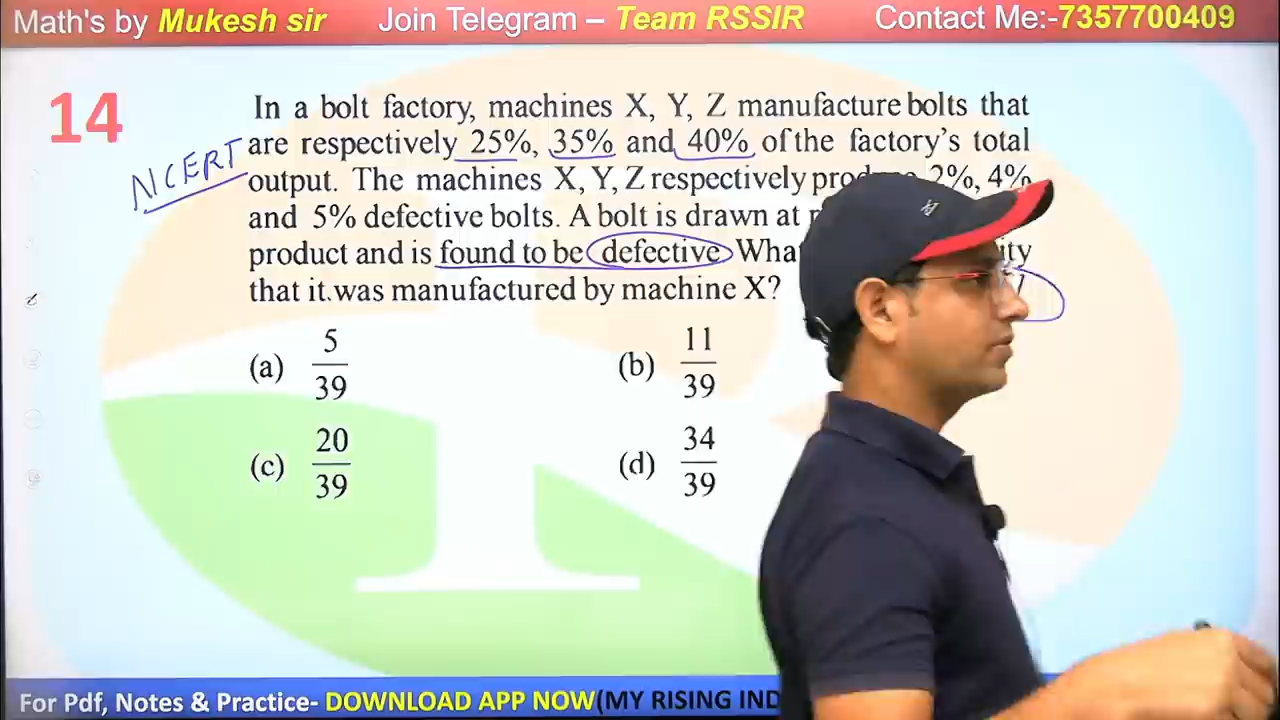 Math's by Mukesh sir Join Telegram – Team RSSIR Contact Me:-7357700409
14
In a bolt factory, machines X, Y, Z manufacture bolts that
NCERT
are respectively 25%, 35% and 40% of the factory's total
output. The machines X, Y, Z respectively 2%, 4%
and 5% defective bolts. A bolt is drawn at
product and is found to be defective.
that it was manufactured by machine X?
(a) 5/39
(b) 11/39
(c) 20/39
(d) 34/39
For Pdf, Notes & Practice- DOWNLOAD APP NOW(MY RISING